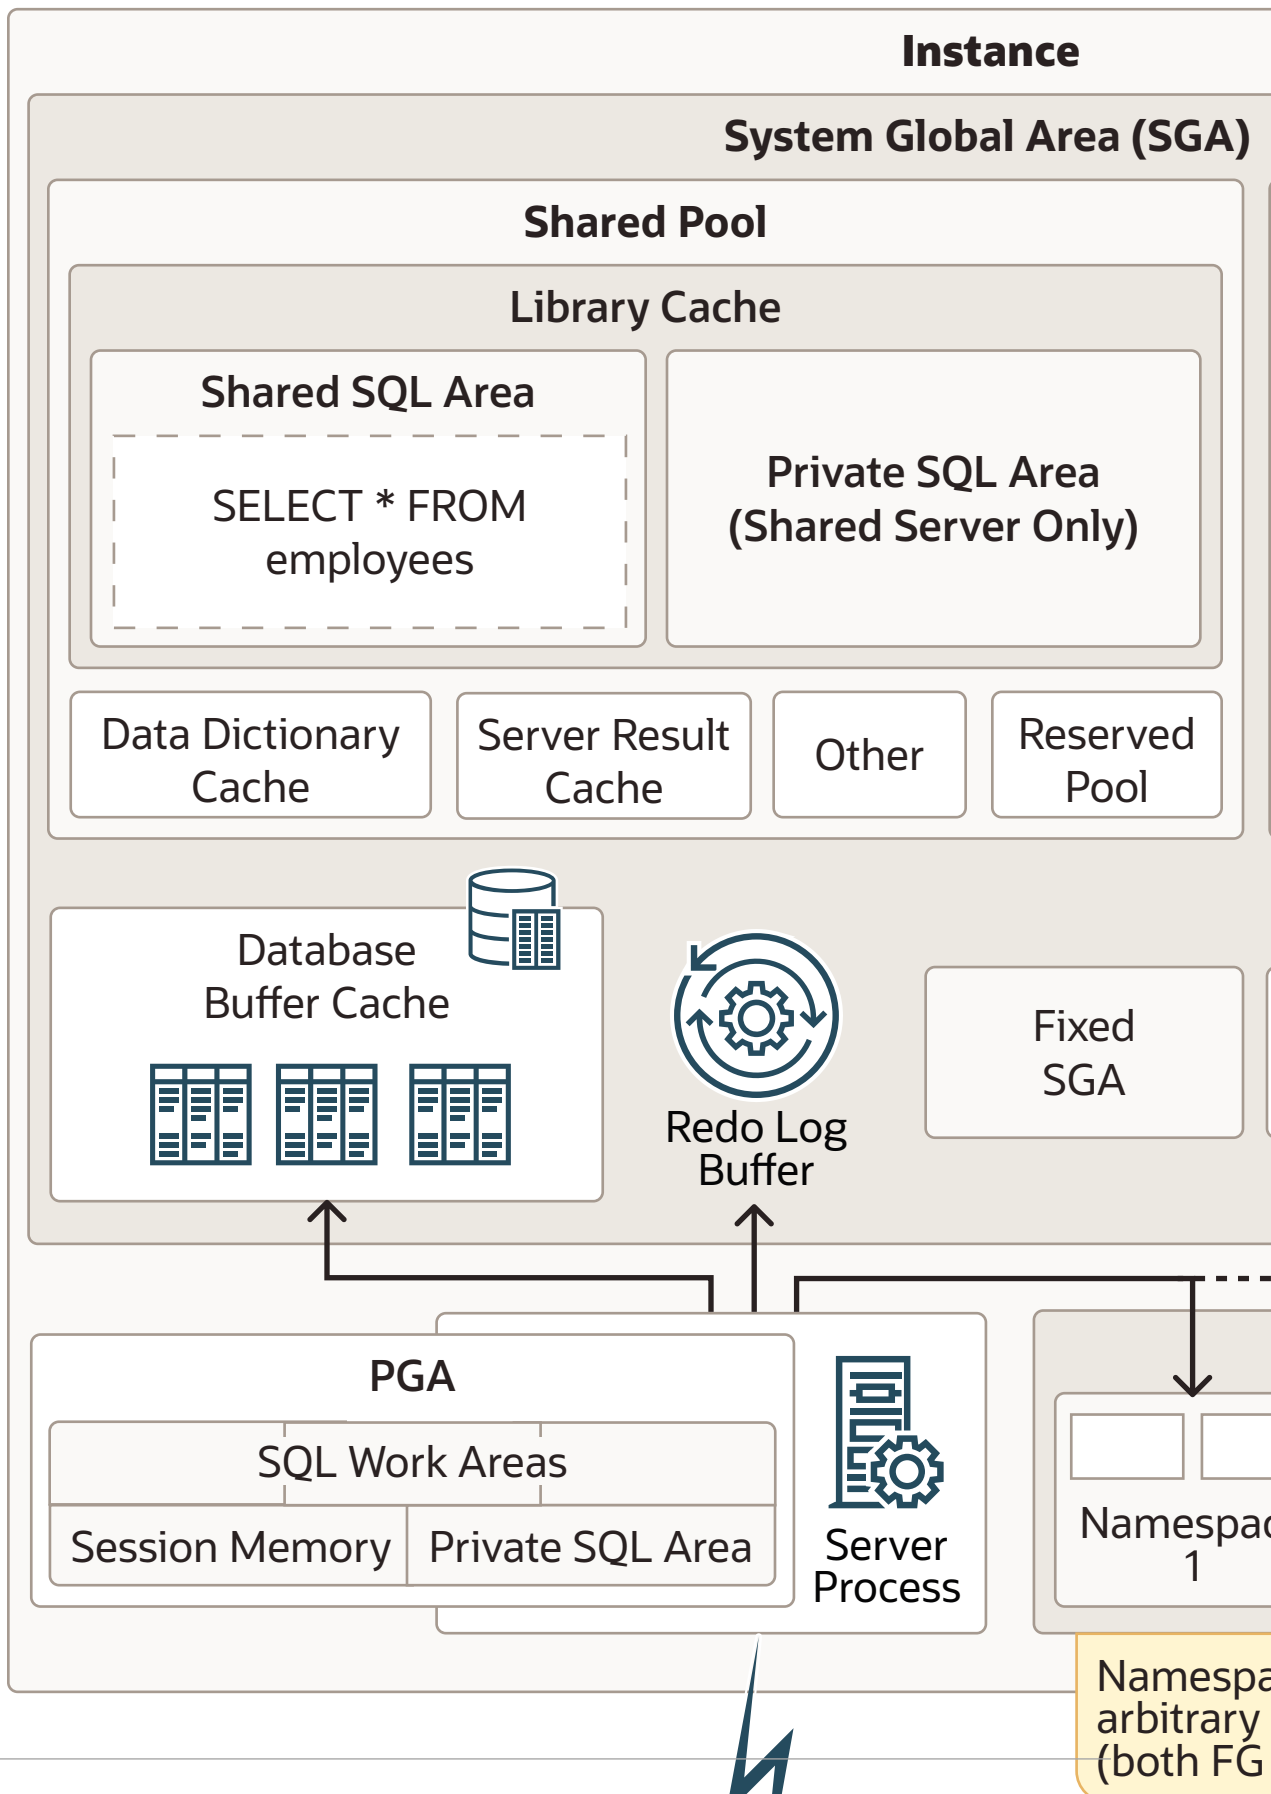 Instance
System Global Area (SGA)
Shared Pool
Library Cache
Shared SQL Area
SELECT * FROM
employees
Private SQL Area
(Shared Server Only)
Data Dictionary
Cache
Server Result
Cache
Other
Reserved
Pool
Database
Buffer Cache
Redo Log
Buffer
Fixed
SGA
PGA
SQL Work Areas
Session Memory
Private SQL Area
Server
Process
1
arbitrary
(both FG